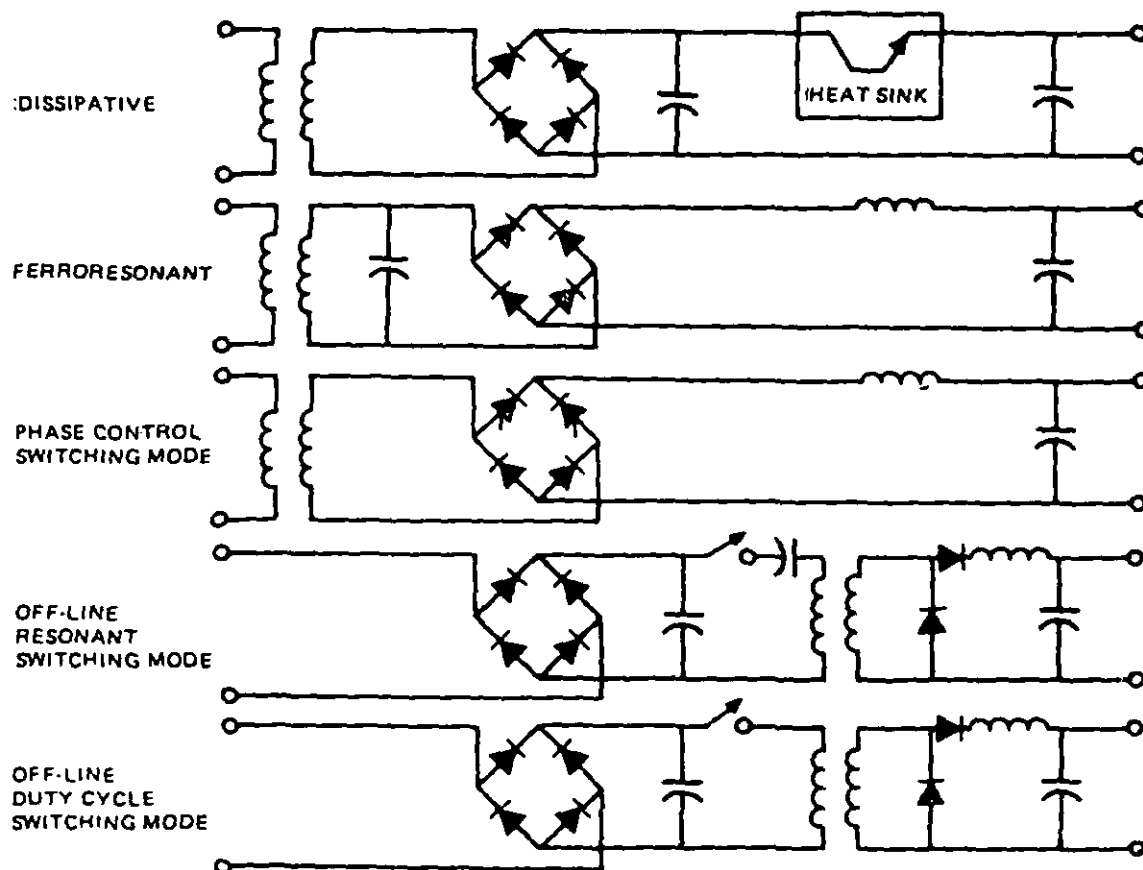 :DISSIPATIVE
HEAT SINK
FERRORESONANT
PHASE CONTROL
SWITCHING MODE
OFF-LINE
RESONANT
SWITCHING MODE
OFF-LINE
DUTY CYCLE
SWITCHING MODE